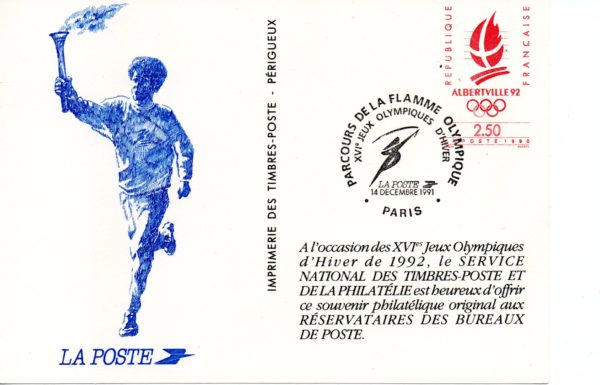 LA POSTE
IMPRIMERIE DES TIMBRES-POSTE - PÉRIGUEUX
RÉPUBLIQUE
FRANÇAISE
ALBERTVILLE 92
2.50
POSTE 1990
PARCOURS DE LA FLAMME OLYMPIQUE
XVIes JEUX OLYMPIQUES D'HIVER
LA POSTE
14 DECEMBRE 1991
• PARIS •
A l'occasion des XVIes Jeux Olympiques
d'Hiver de 1992, le SERVICE
NATIONAL DES TIMBRES-POSTE ET
DE LA PHILATÉLIE est heureux d'offrir
ce souvenir philatélique original aux
RÉSERVATAIRES DES BUREAUX
DE POSTE.